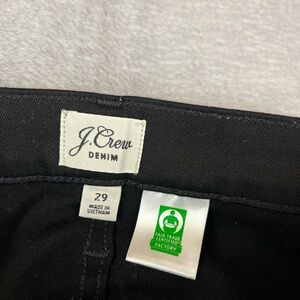 J.Crew
DENIM
29
MADE IN
VIETNAM
FAIR TRADE
CERTIFIED
FACTORY